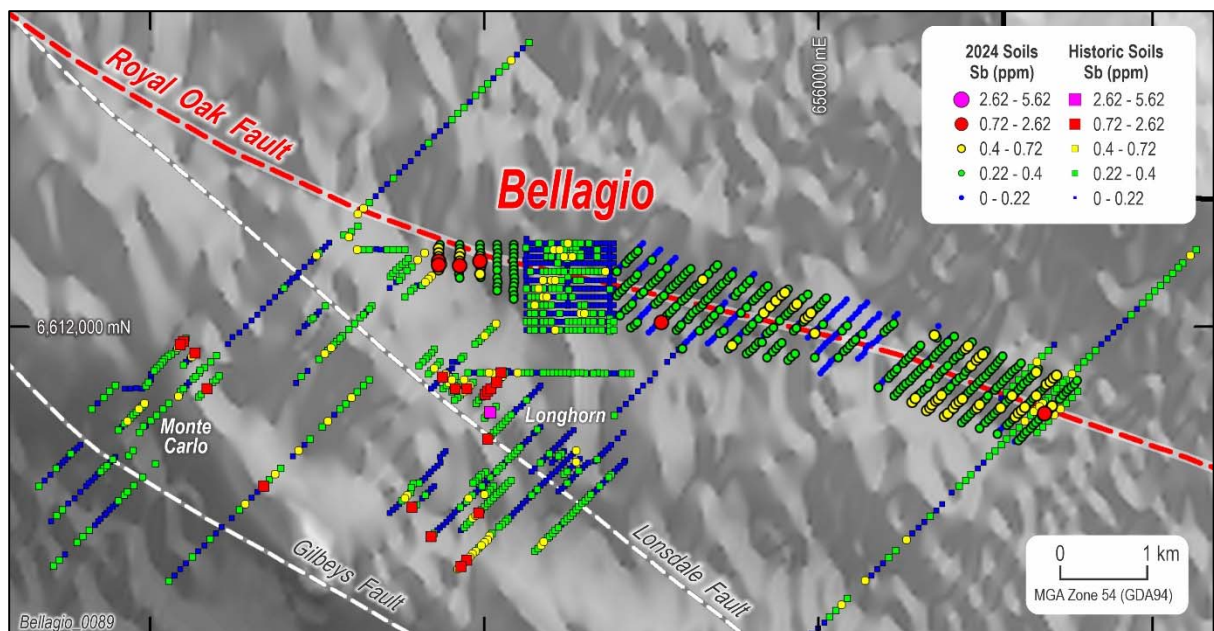 Royal Oak Fault
Bellagio
656000 mE
2024 Soils Historic Soils
Sb (ppm) Sb (ppm)
2.62 - 5.62 2.62 - 5.62
0.72 - 2.62 0.72 - 2.62
0.4 - 0.72 0.4 - 0.72
0.22 - 0.4 0.22 - 0.4
0 - 0.22 0 - 0.22
6,612,000 mN
Monte
Carlo
Longhorn
Gilbeys Fault
Lonsdale Fault
0 1 km
MGA Zone 54 (GDA94)
Bellagio_0089